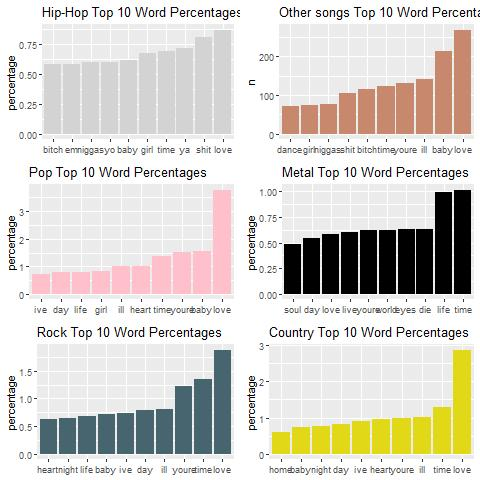 Hip-Hop Top 10 Word Percentages
percentage
0.75
0.50
0.25
0.00
bitch em niggas yo baby girl time ya shit love
Other songs Top 10 Word Percenta
n
200
100
0
dance girl niggas shit bitch time youre ill baby love
Pop Top 10 Word Percentages
percentage
3
2
1
0
ive day life girl ill heart time youre baby love
Metal Top 10 Word Percentages
percentage
1.00
0.75
0.50
0.25
0.00
soul day love live youre world eyes die life time
Rock Top 10 Word Percentages
percentage
1.5
1.0
0.5
0.0
heart night life baby ive day ill youre time love
Country Top 10 Word Percentages
percentage
3
2
1
0
home baby night day ive heart youre ill time love